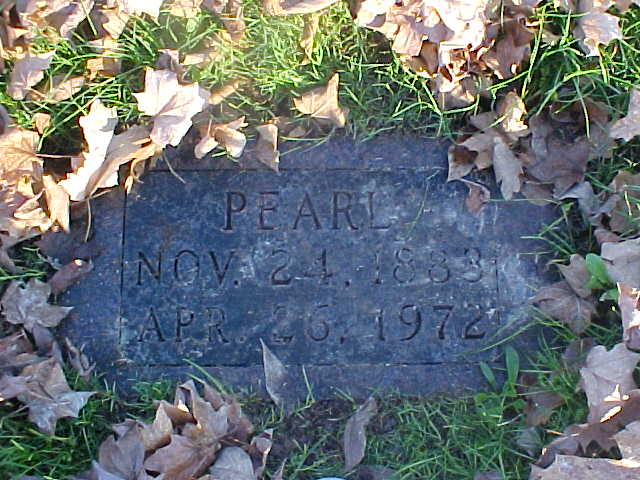 PEARL
NOV. 24, 1883
APR. 26, 1972